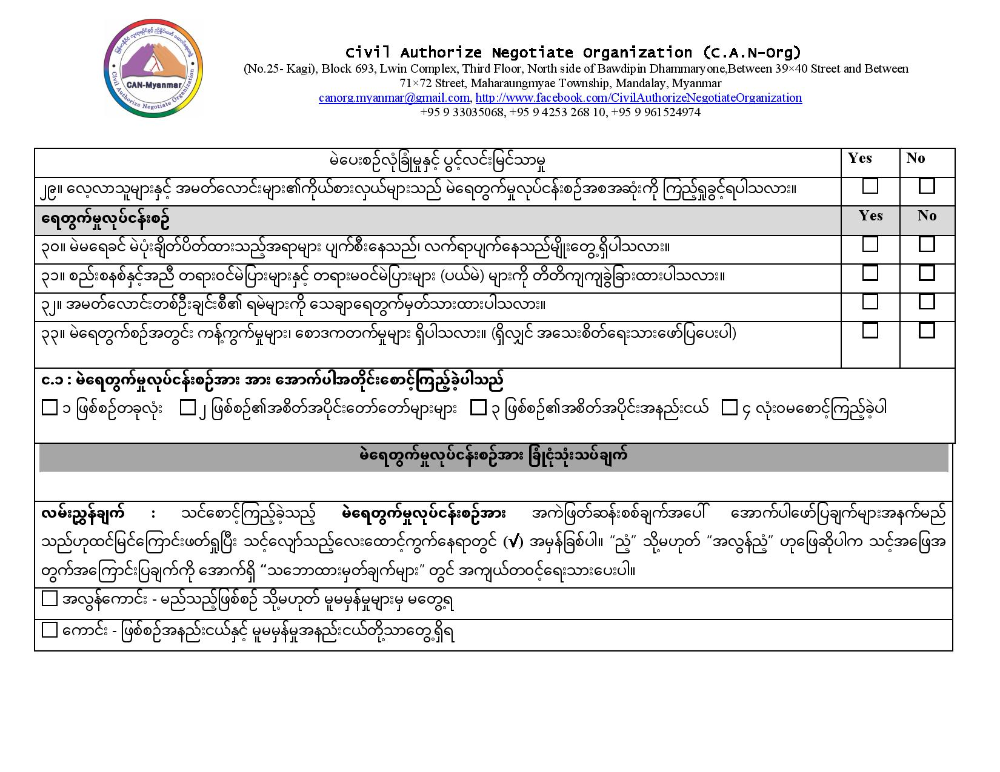 CAN-Myanmar
Civil Authorize Negotiate Organization
Civil Authorize Negotiate Organization (C.A.N-Org)
(No.25- Kagi), Block 693, Lwin Complex, Third Floor, North side of Bawdipin Dhammaryone,Between 39×40 Street and Between
71×72 Street, Maharaungmyae Township, Mandalay, Myanmar
canorg.myanmar@gmail.com, http://www.facebook.com/CivilAuthorizeNegotiateOrganization
+95 9 33035068, +95 9 4253 268 10, +95 9 961524974
မဲပေးစဉ်လုံခြုံမှုနှင့် ပွင့်လင်းမြင်သာမှု Yes No
၂၉။ လေ့လာသူများနှင့် အမတ်လောင်းများ၏ကိုယ်စားလှယ်များသည် မဲရေတွက်မှုလုပ်ငန်းစဉ်အစအဆုံးကို ကြည့်ရှုခွင့်ရပါသလား။
ရေတွက်မှုလုပ်ငန်းစဉ် Yes No
၃၀။ မဲမရေခင် မဲပုံးချိတ်ပိတ်ထားသည့်အရာများ ပျက်စီးနေသည်၊ လက်ရာပျက်နေသည်မျိုးတွေ့ရှိပါသလား။
၃၁။ စည်းစနစ်နှင့်အညီ တရားဝင်မဲပြားများနှင့် တရားမဝင်မဲပြားများ (ပယ်မဲ) များကို တိတိကျကျခွဲခြားထားပါသလား။
၃၂။ အမတ်လောင်းတစ်ဦးချင်းစီ၏ ရမဲများကို သေချာရေတွက်မှတ်သားထားပါသလား။
၃၃။ မဲရေတွက်စဉ်အတွင်း ကန့်ကွက်မှုများ၊ စောဒကတက်မှုများ ရှိပါသလား။ (ရှိလျှင် အသေးစိတ်ရေးသားဖော်ပြပေးပါ)
င.၁ : မဲရေတွက်မှုလုပ်ငန်းစဉ်အား အား အောက်ပါအတိုင်းစောင့်ကြည့်ခဲ့ပါသည်
၁ ဖြစ်စဉ်တခုလုံး ၂ ဖြစ်စဉ်၏အစိတ်အပိုင်းတော်တော်များများ ၃ ဖြစ်စဉ်၏အစိတ်အပိုင်းအနည်းငယ် ၄ လုံးဝမစောင့်ကြည့်ခဲ့ပါ
မဲရေတွက်မှုလုပ်ငန်းစဉ်အား ခြုံငုံသုံးသပ်ချက်
လမ်းညွှန်ချက် : သင်စောင့်ကြည့်ခဲ့သည့် မဲရေတွက်မှုလုပ်ငန်းစဉ်အား အကဲဖြတ်ဆန်းစစ်ချက်အပေါ် အောက်ပါဖော်ပြချက်များအနက်မည်
သည်ဟုထင်မြင်ကြောင်းဖတ်ရှုပြီး သင့်လျော်သည့်လေးထောင့်ကွက်နေရာတွင် (√) အမှန်ခြစ်ပါ။ “ညံ့” သို့မဟုတ် “အလွန်ညံ့” ဟုဖြေဆိုပါက သင့်အဖြေအ
တွက်အကြောင်းပြချက်ကို အောက်ရှိ “သဘောထားမှတ်ချက်များ” တွင် အကျယ်တဝင့်ရေးသားပေးပါ။
အလွန်ကောင်း - မည်သည့်ဖြစ်စဉ် သို့မဟုတ် မူမမှန်မှုများမှ မတွေ့ရ
ကောင်း - ဖြစ်စဉ်အနည်းငယ်နှင့် မူမမှန်မှုအနည်းငယ်တို့သာတွေ့ရှိရ